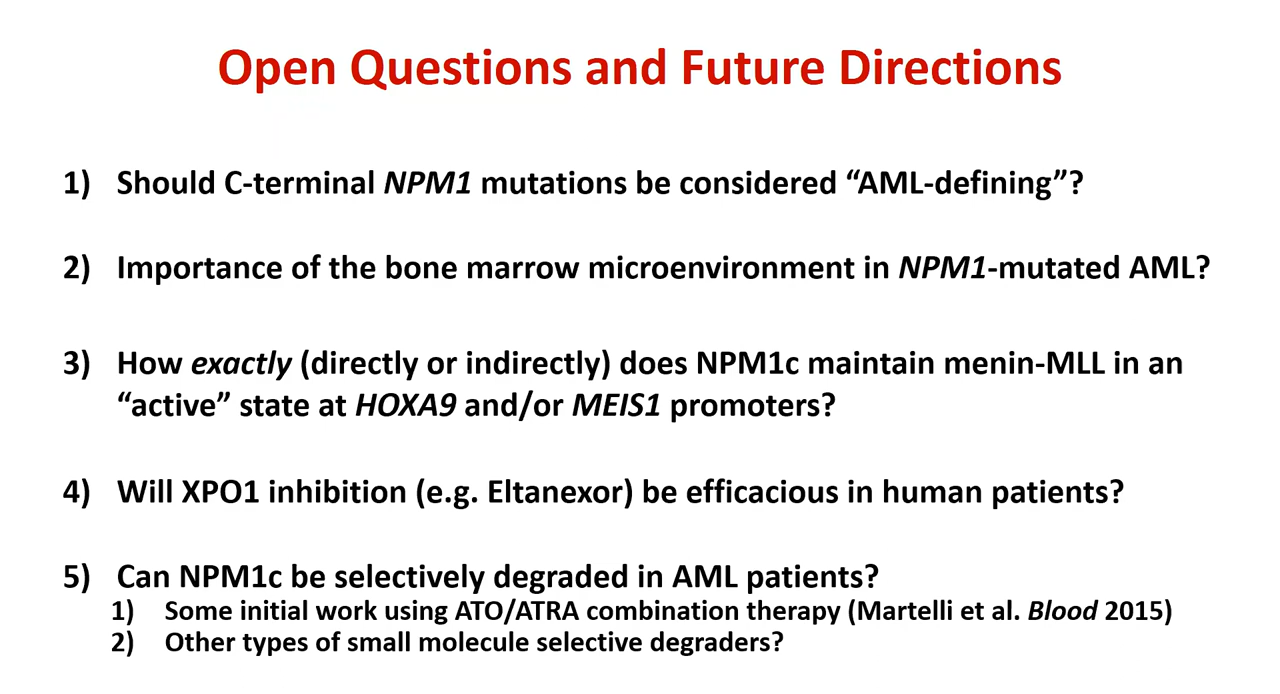 Open Questions and Future Directions
1) Should C-terminal NPM1 mutations be considered “AML-defining”?
2) Importance of the bone marrow microenvironment in NPM1-mutated AML?
3) How exactly (directly or indirectly) does NPM1c maintain menin-MLL in an
“active” state at HOXA9 and/or MEIS1 promoters?
4) Will XPO1 inhibition (e.g. Eltanexor) be efficacious in human patients?
5) Can NPM1c be selectively degraded in AML patients?
1) Some initial work using ATO/ATRA combination therapy (Martelli et al. Blood 2015)
2) Other types of small molecule selective degraders?